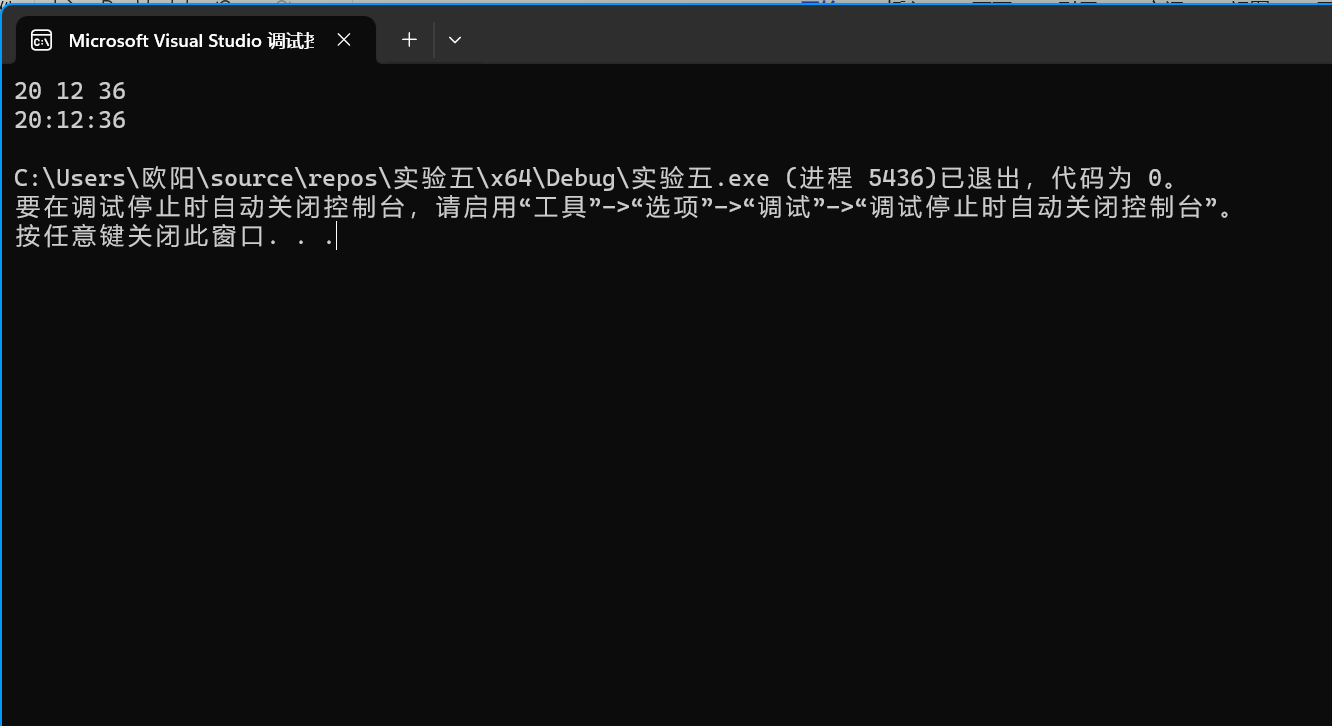 Microsoft Visual Studio 调试
20 12 36
20:12:36
C:\Users\欧阳\source\repos\实验五\x64\Debug\实验五.exe (进程 5436)已退出，代码为 0。
要在调试停止时自动关闭控制台，请启用“工具”->“选项”->“调试”->“调试停止时自动关闭控制台”。
按任意键关闭此窗口. . .